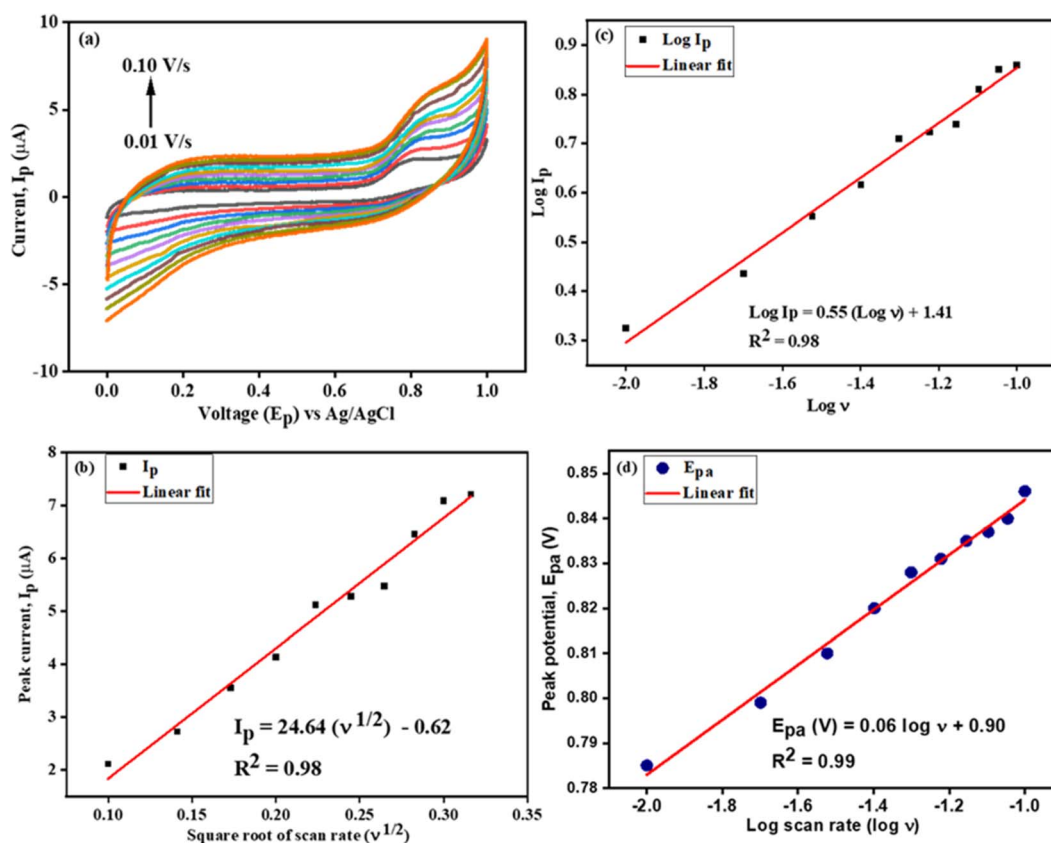 (a)
0.10 V/s
0.01 V/s
Current, Ip (μA)
10
5
0
-5
-10
0.0 0.2 0.4 0.6 0.8 1.0
Voltage (Ep) vs Ag/AgCl
(c)
Log Ip
Linear fit
Log Ip
0.9
0.8
0.7
0.6
0.5
0.4
0.3
Log Ip = 0.55 (Log ν) + 1.41
R² = 0.98
-2.0 -1.8 -1.6 -1.4 -1.2 -1.0
Log ν
(b)
Ip
Linear fit
Peak current, Ip (μA)
8
7
6
5
4
3
2
Ip = 24.64 (ν^1/2) - 0.62
R² = 0.98
0.10 0.15 0.20 0.25 0.30 0.35
Square root of scan rate (ν^1/2)
(d)
Epa
Linear fit
Peak potential, Epa (V)
0.85
0.84
0.83
0.82
0.81
0.80
0.79
0.78
Epa (V) = 0.06 log ν + 0.90
R² = 0.99
-2.0 -1.8 -1.6 -1.4 -1.2 -1.0
Log scan rate (log ν)